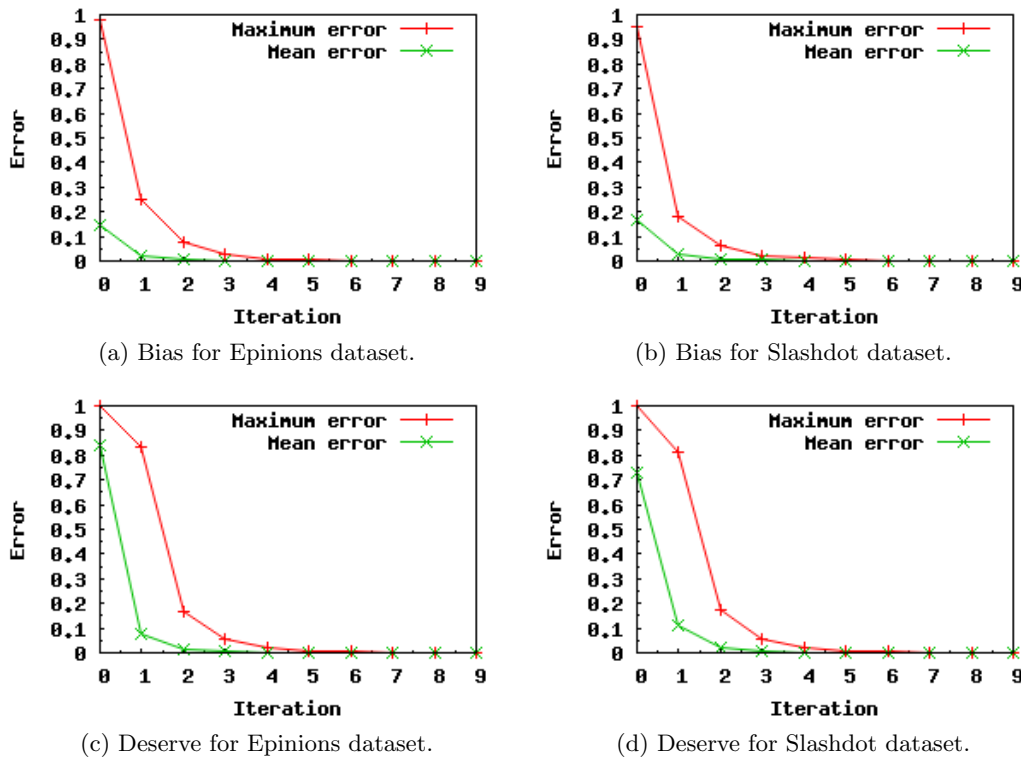 Maximum error
Mean error
1
0.9
0.8
0.7
0.6
0.5
0.4
0.3
0.2
0.1
0
Error
0 1 2 3 4 5 6 7 8 9
Iteration
(a) Bias for Epinions dataset.
Maximum error
Mean error
1
0.9
0.8
0.7
0.6
0.5
0.4
0.3
0.2
0.1
0
Error
0 1 2 3 4 5 6 7 8 9
Iteration
(b) Bias for Slashdot dataset.
Maximum error
Mean error
1
0.9
0.8
0.7
0.6
0.5
0.4
0.3
0.2
0.1
0
Error
0 1 2 3 4 5 6 7 8 9
Iteration
(c) Deserve for Epinions dataset.
Maximum error
Mean error
1
0.9
0.8
0.7
0.6
0.5
0.4
0.3
0.2
0.1
0
Error
0 1 2 3 4 5 6 7 8 9
Iteration
(d) Deserve for Slashdot dataset.